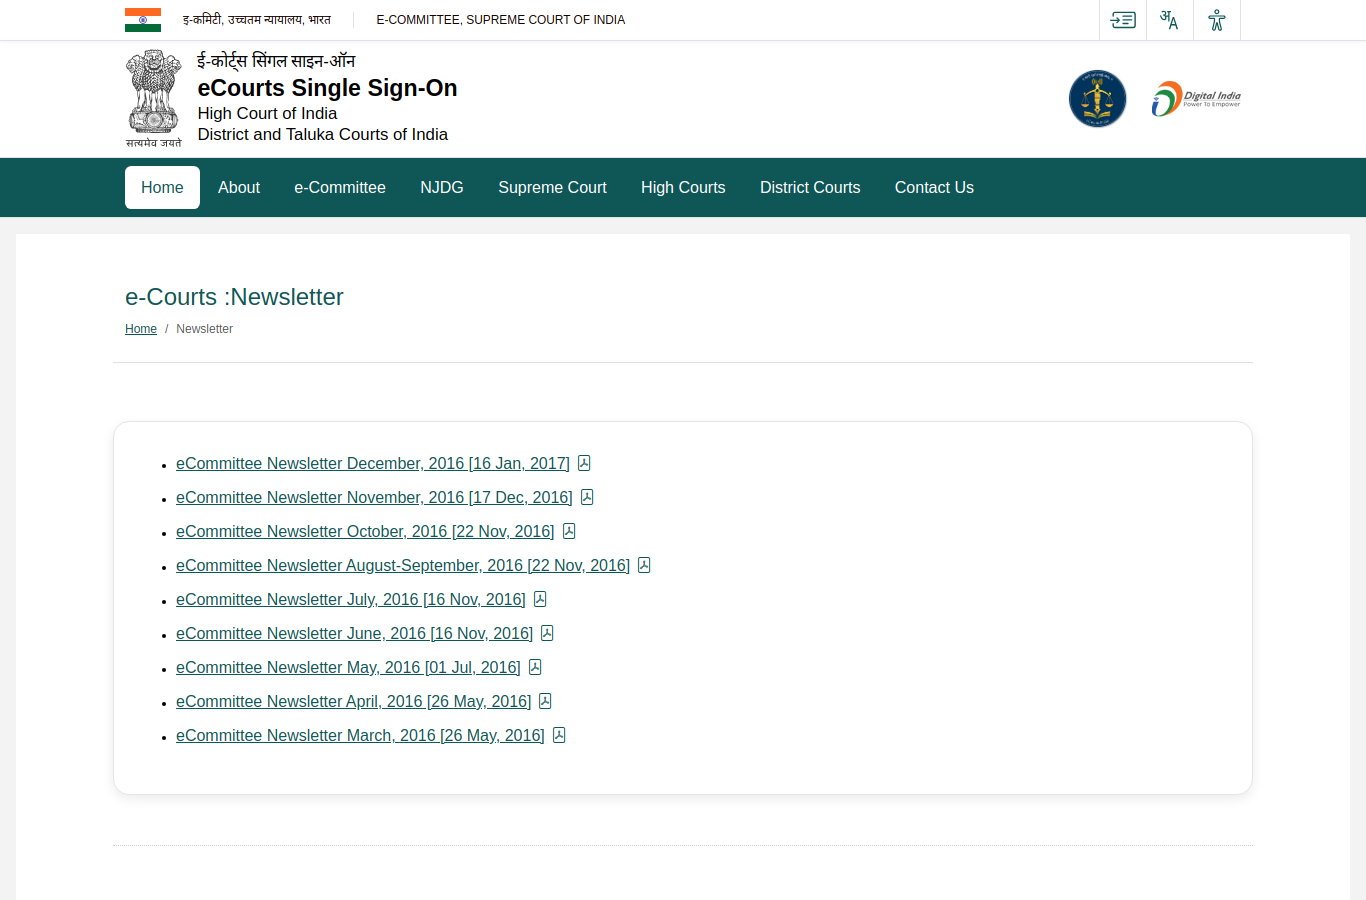 इ-कमिटी, उच्चतम न्यायालय, भारत
E-COMMITTEE, SUPREME COURT OF INDIA
अ A
ई-कोर्ट्स सिंगल साइन-ऑन
eCourts Single Sign-On
High Court of India
District and Taluka Courts of India
सत्यमेव जयते
Digital India
Power To Empower
Home About e-Committee NJDG Supreme Court High Courts District Courts Contact Us
e-Courts :Newsletter
Home / Newsletter
eCommittee Newsletter December, 2016 [16 Jan, 2017]
eCommittee Newsletter November, 2016 [17 Dec, 2016]
eCommittee Newsletter October, 2016 [22 Nov, 2016]
eCommittee Newsletter August-September, 2016 [22 Nov, 2016]
eCommittee Newsletter July, 2016 [16 Nov, 2016]
eCommittee Newsletter June, 2016 [16 Nov, 2016]
eCommittee Newsletter May, 2016 [01 Jul, 2016]
eCommittee Newsletter April, 2016 [26 May, 2016]
eCommittee Newsletter March, 2016 [26 May, 2016]